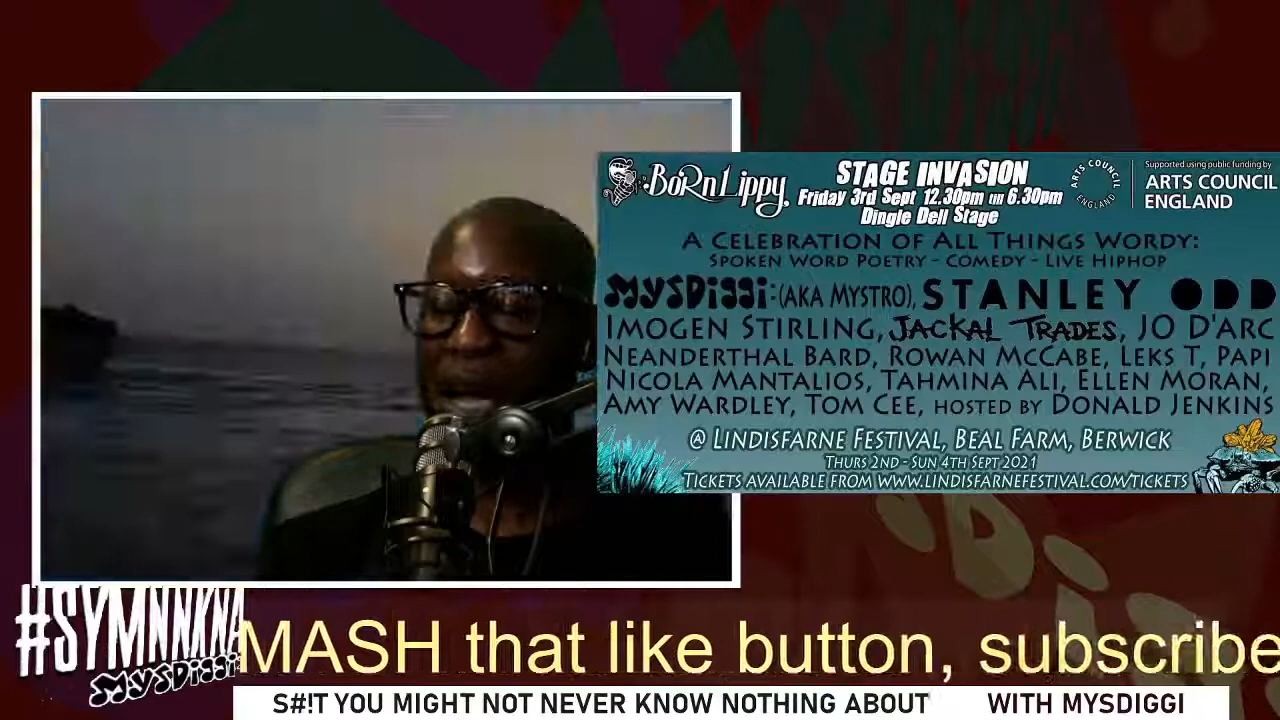 BoRn Lippy
STAGE INVASION
Friday 3rd Sept 12.30pm till 6.30pm
Dingle Dell Stage
ARTS COUNCIL ENGLAND
Supported using public funding by
ARTS COUNCIL
ENGLAND
A CELEBRATION OF ALL THINGS WORDY:
SPOKEN WORD POETRY - COMEDY - LIVE HIPHOP
MYSDiggi (AKA MYSTRO), STANLEY ODD
IMOGEN STIRLING, JACKAL TRADES, JO D'ARC
NEANDERTHAL BARD, ROWAN MCCABE, LEKS T, PAPI
NICOLA MANTALIOS, TAHMINA ALI, ELLEN MORAN,
AMY WARDLEY, TOM CEE, HOSTED BY DONALD JENKINS
@ LINDISFARNE FESTIVAL, BEAL FARM, BERWICK
THURS 2ND - SUN 4TH SEPT 2021
TICKETS AVAILABLE FROM WWW.LINDISFARNEFESTIVAL.COM/TICKETS
#SYMNNKNA
MYSDiggi
MASH that like button, subscribe
S#!T YOU MIGHT NOT NEVER KNOW NOTHING ABOUT WITH MYSDIGGI